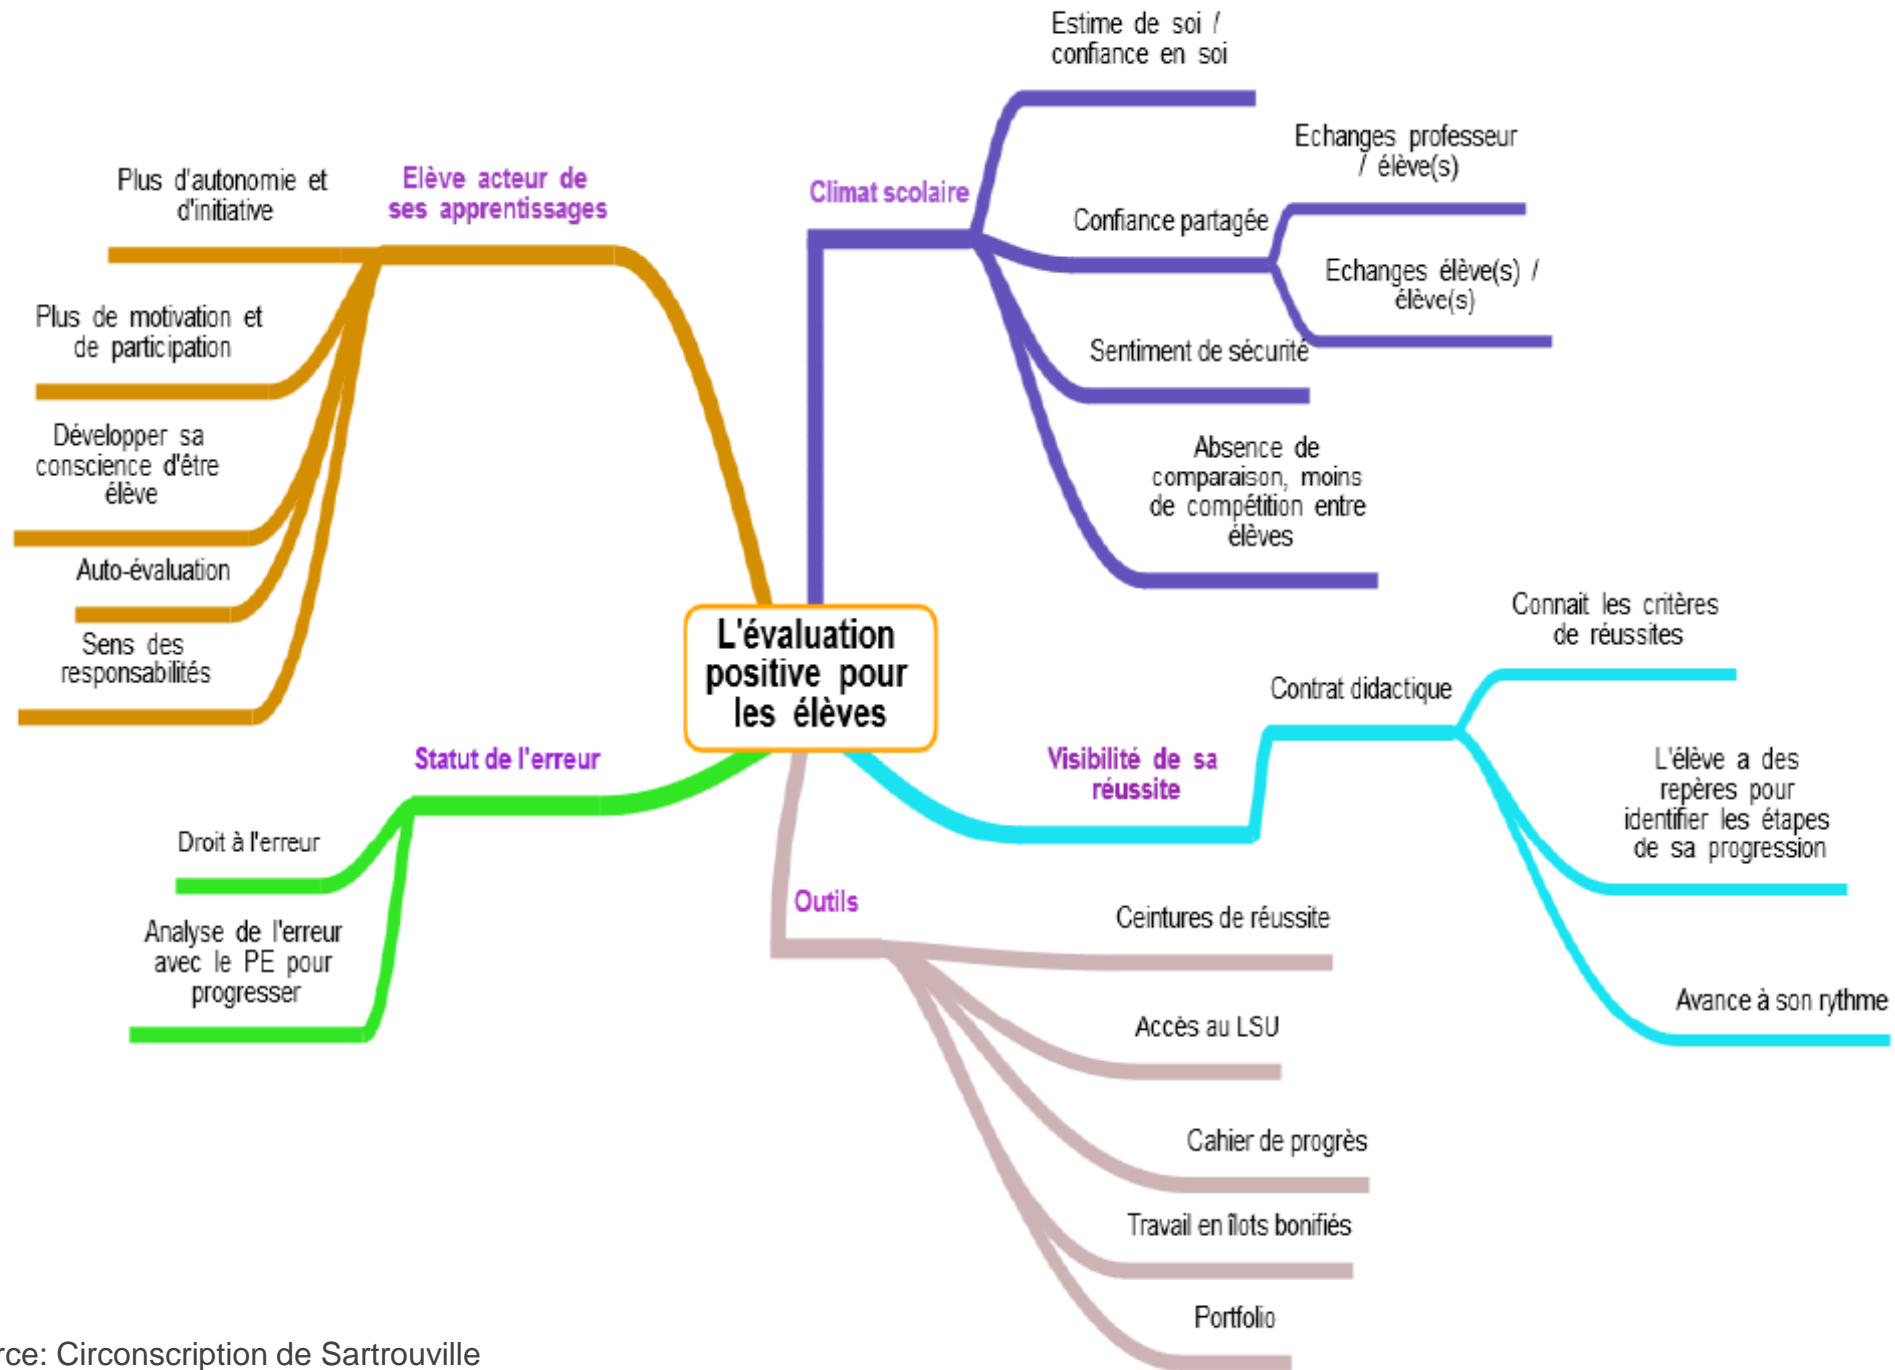 Estime de soi /
confiance en soi
Echanges professeur
/ élève(s)
Climat scolaire
Confiance partagée
Echanges élève(s) /
élève(s)
Sentiment de sécurité
Absence de
comparaison, moins
de compétition entre
élèves
Elève acteur de
ses apprentissages
Plus d'autonomie et
d'initiative
Plus de motivation et
de participation
Développer sa
conscience d'être
élève
Auto-évaluation
Sens des
responsabilités
L'évaluation
positive pour
les élèves
Statut de l'erreur
Droit à l'erreur
Analyse de l'erreur
avec le PE pour
progresser
Visibilité de sa
réussite
Contrat didactique
Connait les critères
de réussites
L'élève a des
repères pour
identifier les étapes
de sa progression
Avance à son rythme
Outils
Ceintures de réussite
Accès au LSU
Cahier de progrès
Travail en îlots bonifiés
Portfolio
rce: Circonscription de Sartrouville